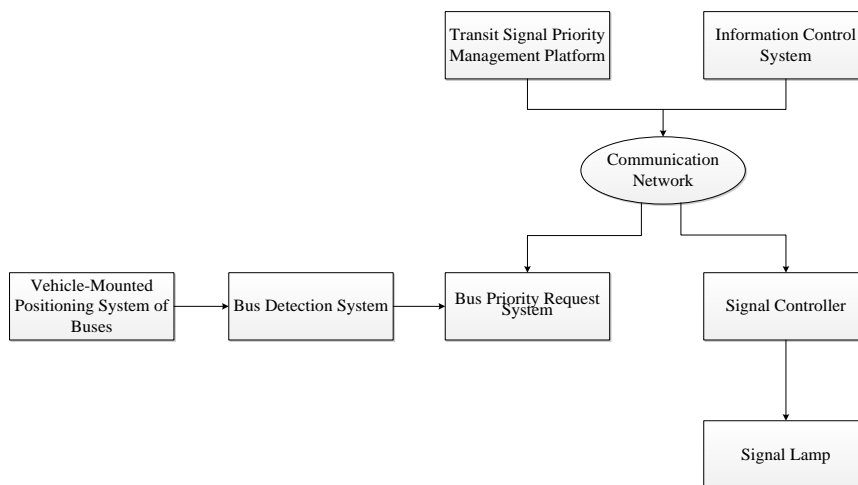 Transit Signal Priority
Management Platform
Information Control
System
Communication
Network
Vehicle-Mounted
Positioning System of
Buses
Bus Detection System
Bus Priority Request
System
Signal Controller
Signal Lamp